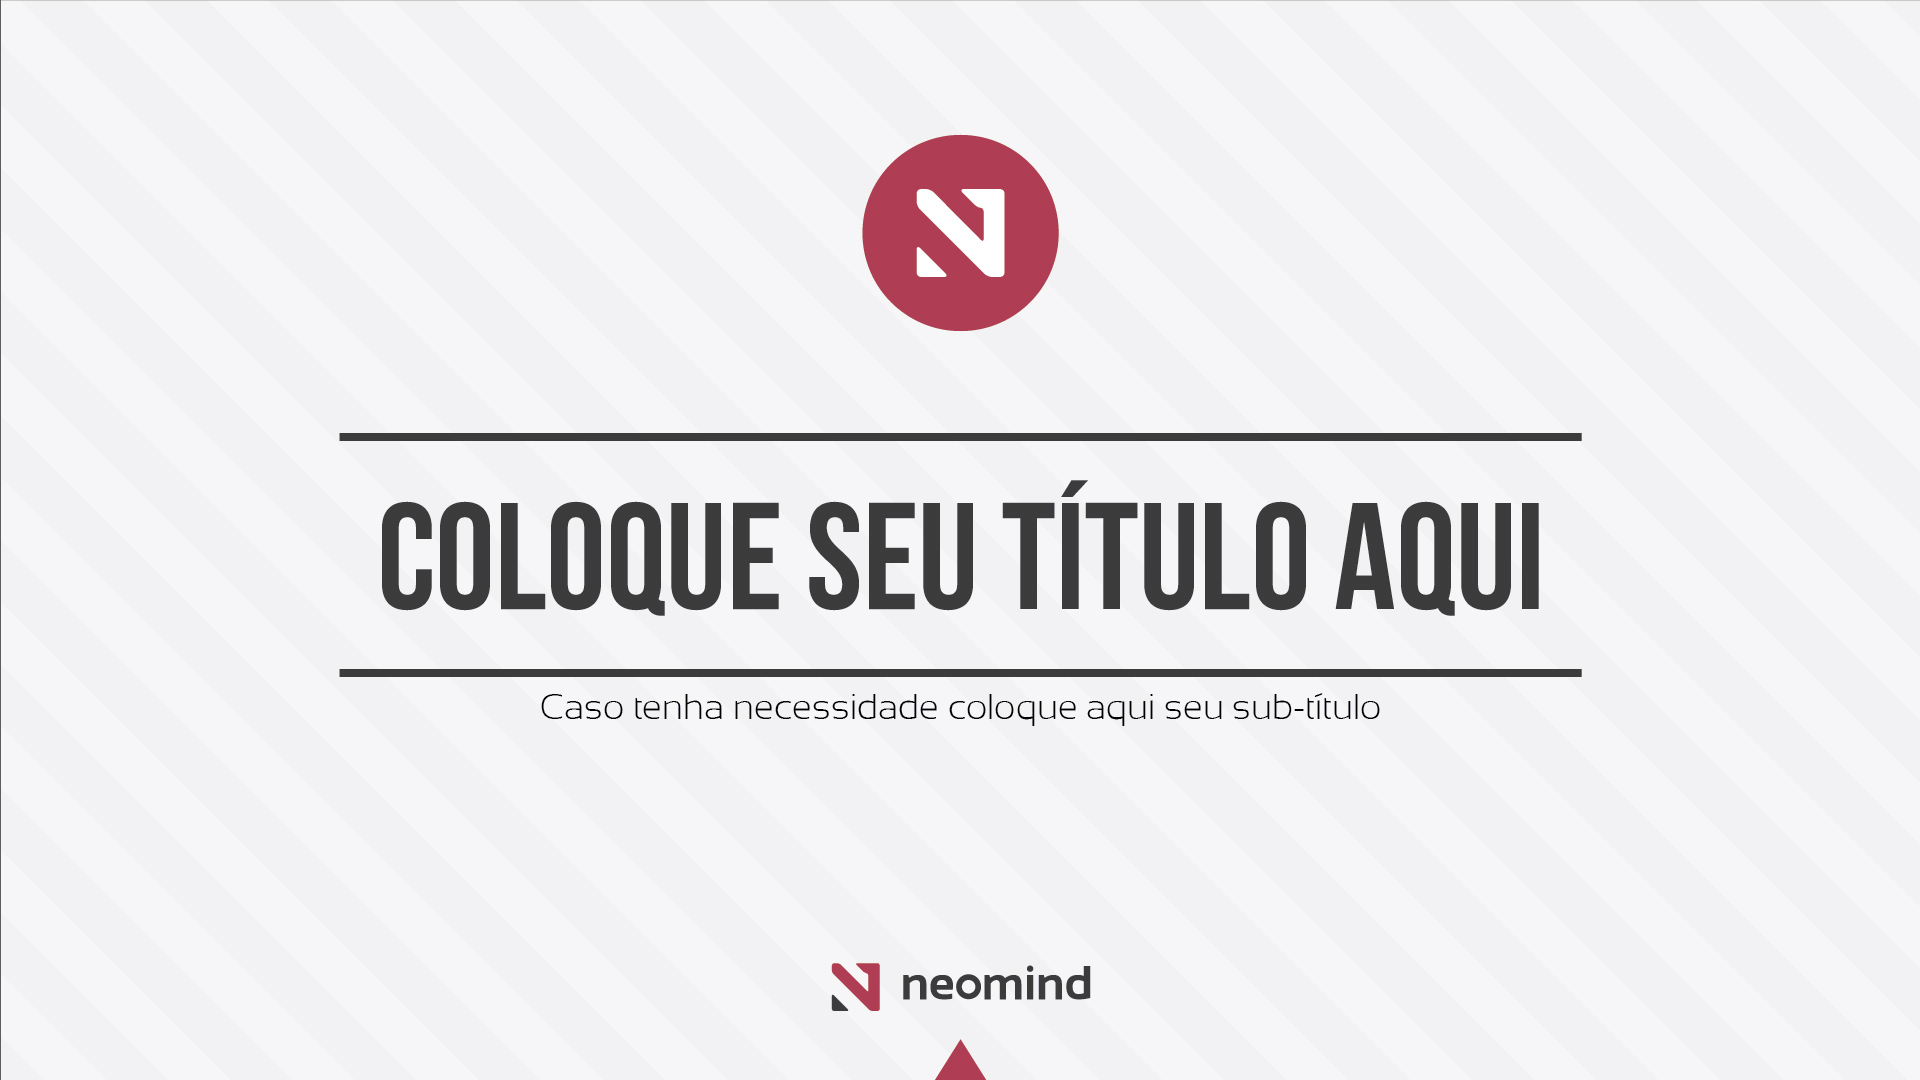 COLOQUE SEU TÍTULO AQUI
Caso tenha necessidade coloque aqui seu sub-título
neomind